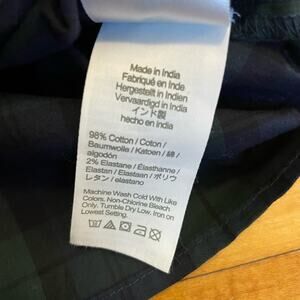 Made in India
Fabriqué en Inde
Hergestellt in Indien
Vervaardigd in India
インド製
hecho en India
98% Cotton / Coton /
Baumwolle / Katoen / 綿 /
algodón
2% Elastane / Élasthanne /
Elastan / Elastaan / ポリウ
レタン / elastano
Machine Wash Cold With Like
Colors. Non-Chlorine Bleach
Only. Tumble Dry Low. Iron on
Lowest Setting.